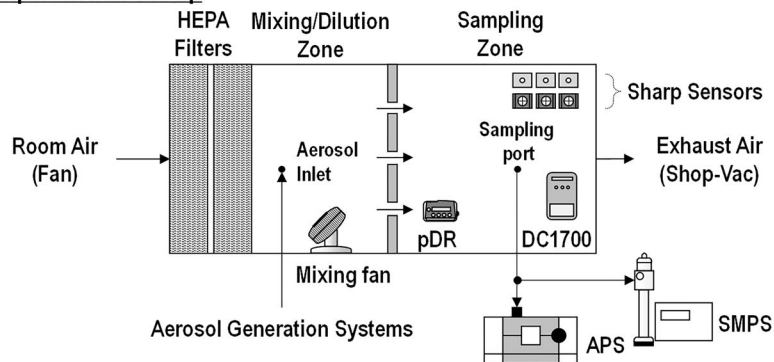 HEPA
Filters
Mixing/Dilution
Zone
Sampling
Zone
Sharp Sensors
Room Air
(Fan)
Aerosol
Inlet
Sampling
port
Exhaust Air
(Shop-Vac)
pDR
DC1700
Mixing fan
Aerosol Generation Systems
APS
SMPS